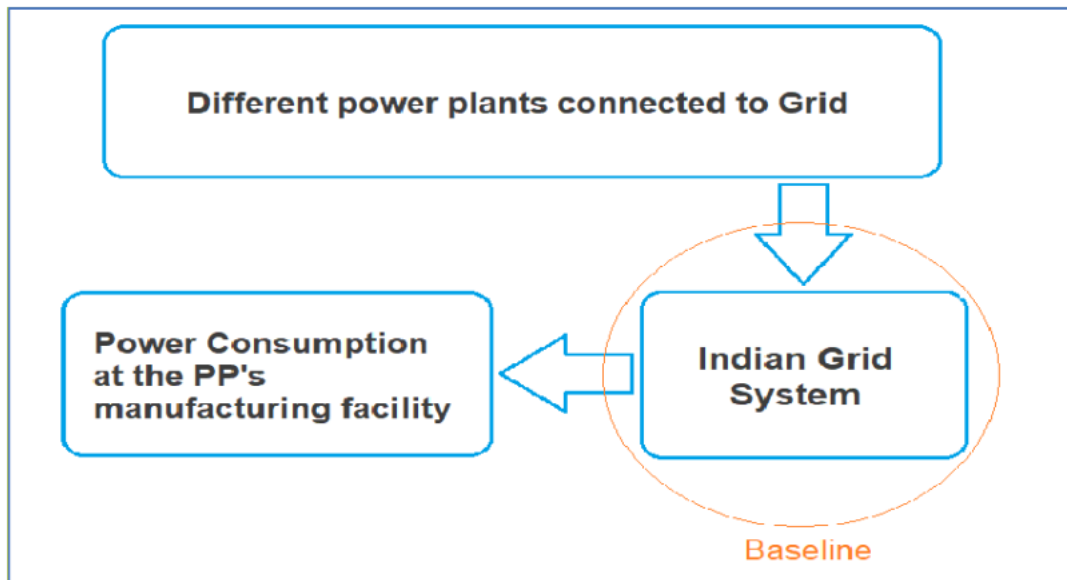 Different power plants connected to Grid
Power Consumption
at the PP's
manufacturing facility
Indian Grid
System
Baseline